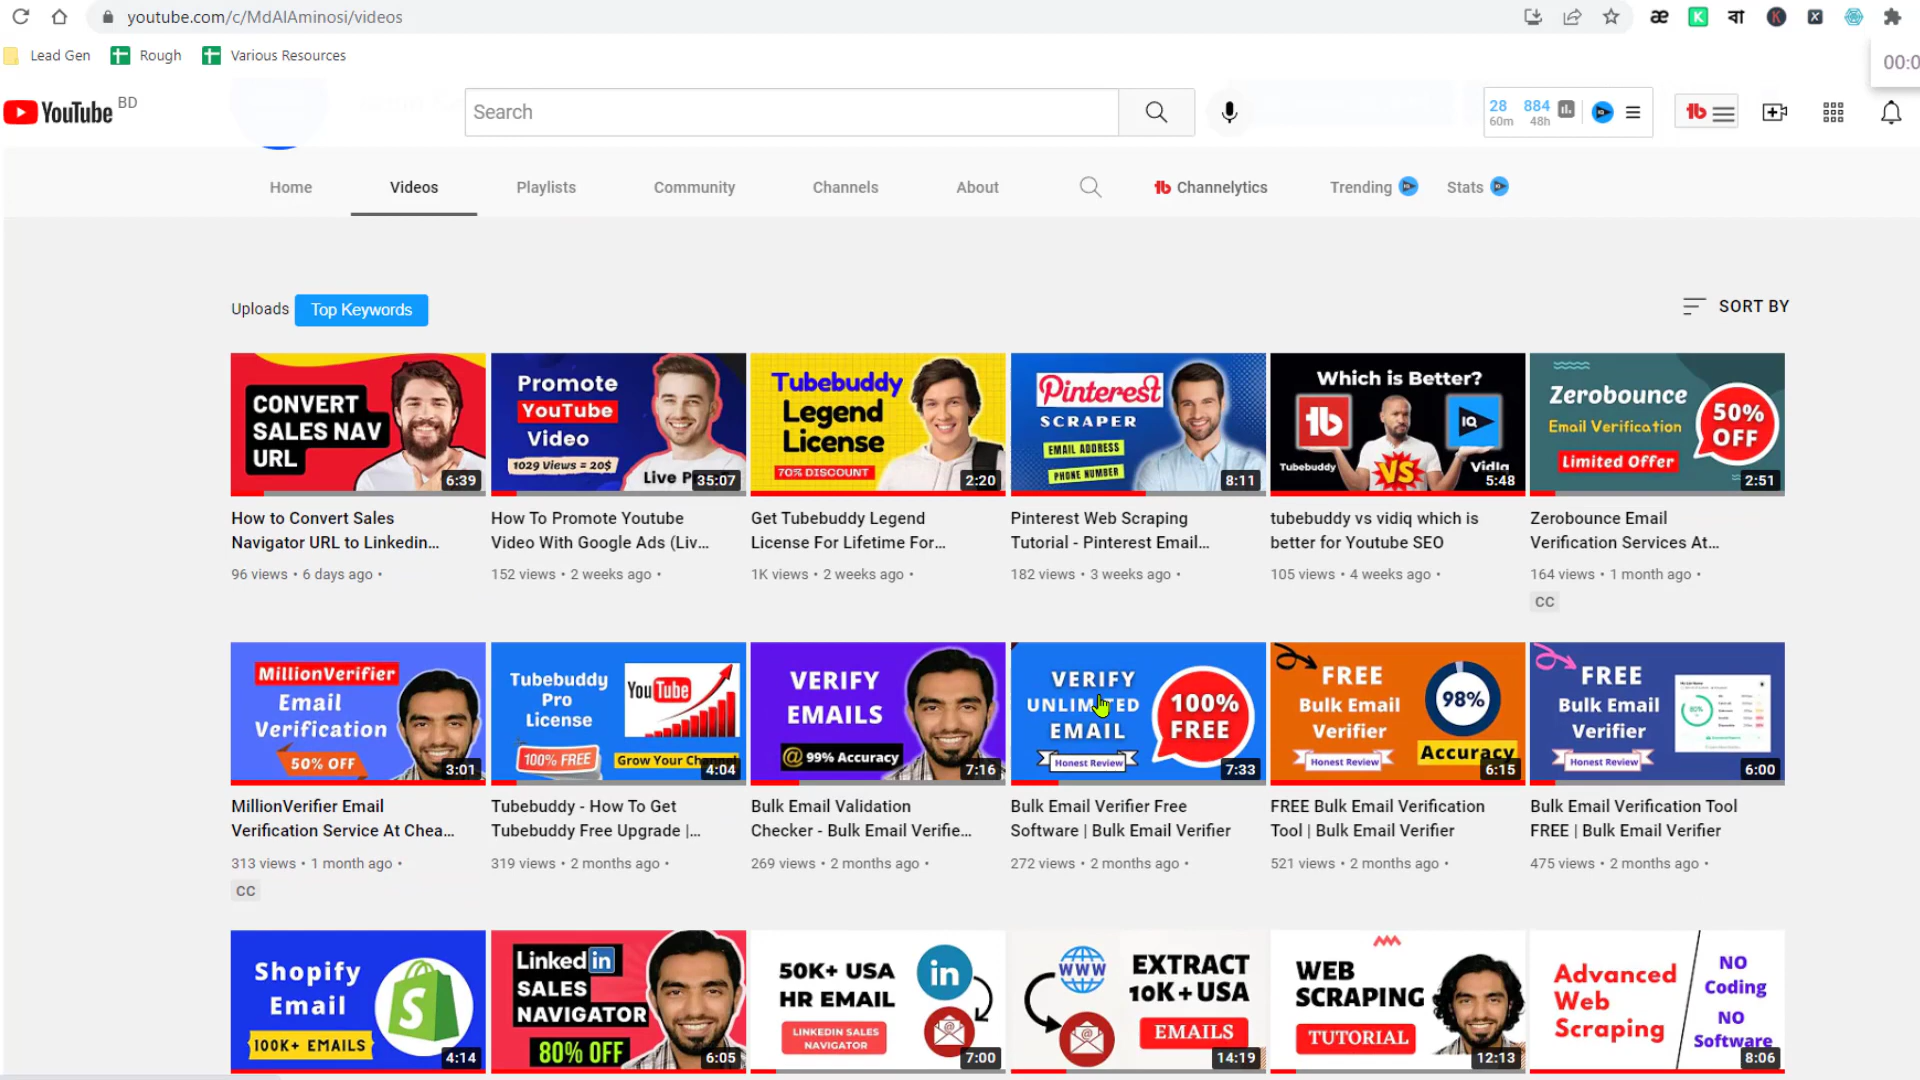 youtube.com/c/MdAlAminosi/videos
Lead Gen
Rough
Various Resources
00:0
YouTube BD
Search
28 884
60m 48h
Home
Videos
Playlists
Community
Channels
About
Channelytics
Trending
Stats
Uploads
Top Keywords
SORT BY
CONVERT
SALES NAV
URL
6:39
Promote
YouTube
Video
1029 Views = 20$
Live P
35:07
Tubebuddy
Legend
License
70% DISCOUNT
2:20
Pinterest
SCRAPER
EMAIL ADDRESS
PHONE NUMBER
8:11
Which is Better?
tb
IQ
Tubebuddy
VS
VidIq
5:48
Zerobounce
Email Verification
Limited Offer
50%
OFF
2:51
How to Convert Sales
Navigator URL to Linkedin...
96 views • 6 days ago •
How To Promote Youtube
Video With Google Ads (Liv...
152 views • 2 weeks ago •
Get Tubebuddy Legend
License For Lifetime For...
1K views • 2 weeks ago •
Pinterest Web Scraping
Tutorial - Pinterest Email...
182 views • 3 weeks ago •
tubebuddy vs vidiq which is
better for Youtube SEO
105 views • 4 weeks ago •
Zerobounce Email
Verification Services At...
164 views • 1 month ago •
CC
MillionVerifier
Email
Verification
50% OFF
3:01
Tubebuddy
Pro
License
100% FREE
YouTube
Grow Your Channel
4:04
VERIFY
EMAILS
@ 99% Accuracy
7:16
VERIFY
UNLIMITED
EMAIL
Honest Review
100%
FREE
7:33
FREE
Bulk Email
Verifier
Honest Review
98%
Accuracy
6:15
FREE
Bulk Email
Verifier
Honest Review
6:00
MillionVerifier Email
Verification Service At Chea...
313 views • 1 month ago •
CC
Tubebuddy - How To Get
Tubebuddy Free Upgrade |...
319 views • 2 months ago •
Bulk Email Validation
Checker - Bulk Email Verifie...
269 views • 2 months ago •
Bulk Email Verifier Free
Software | Bulk Email Verifier
272 views • 2 months ago •
FREE Bulk Email Verification
Tool | Bulk Email Verifier
521 views • 2 months ago •
Bulk Email Verification Tool
FREE | Bulk Email Verifier
475 views • 2 months ago •
Shopify
Email
100K+ EMAILS
4:14
Linked in
SALES
NAVIGATOR
80% OFF
6:05
50K+ USA
HR EMAIL
LINKEDIN SALES
NAVIGATOR
in
7:00
WWW
EXTRACT
10K+USA
EMAILS
14:19
WEB
SCRAPING
TUTORIAL
12:13
Advanced
Web
Scraping
NO
Coding
NO
Software
8:06